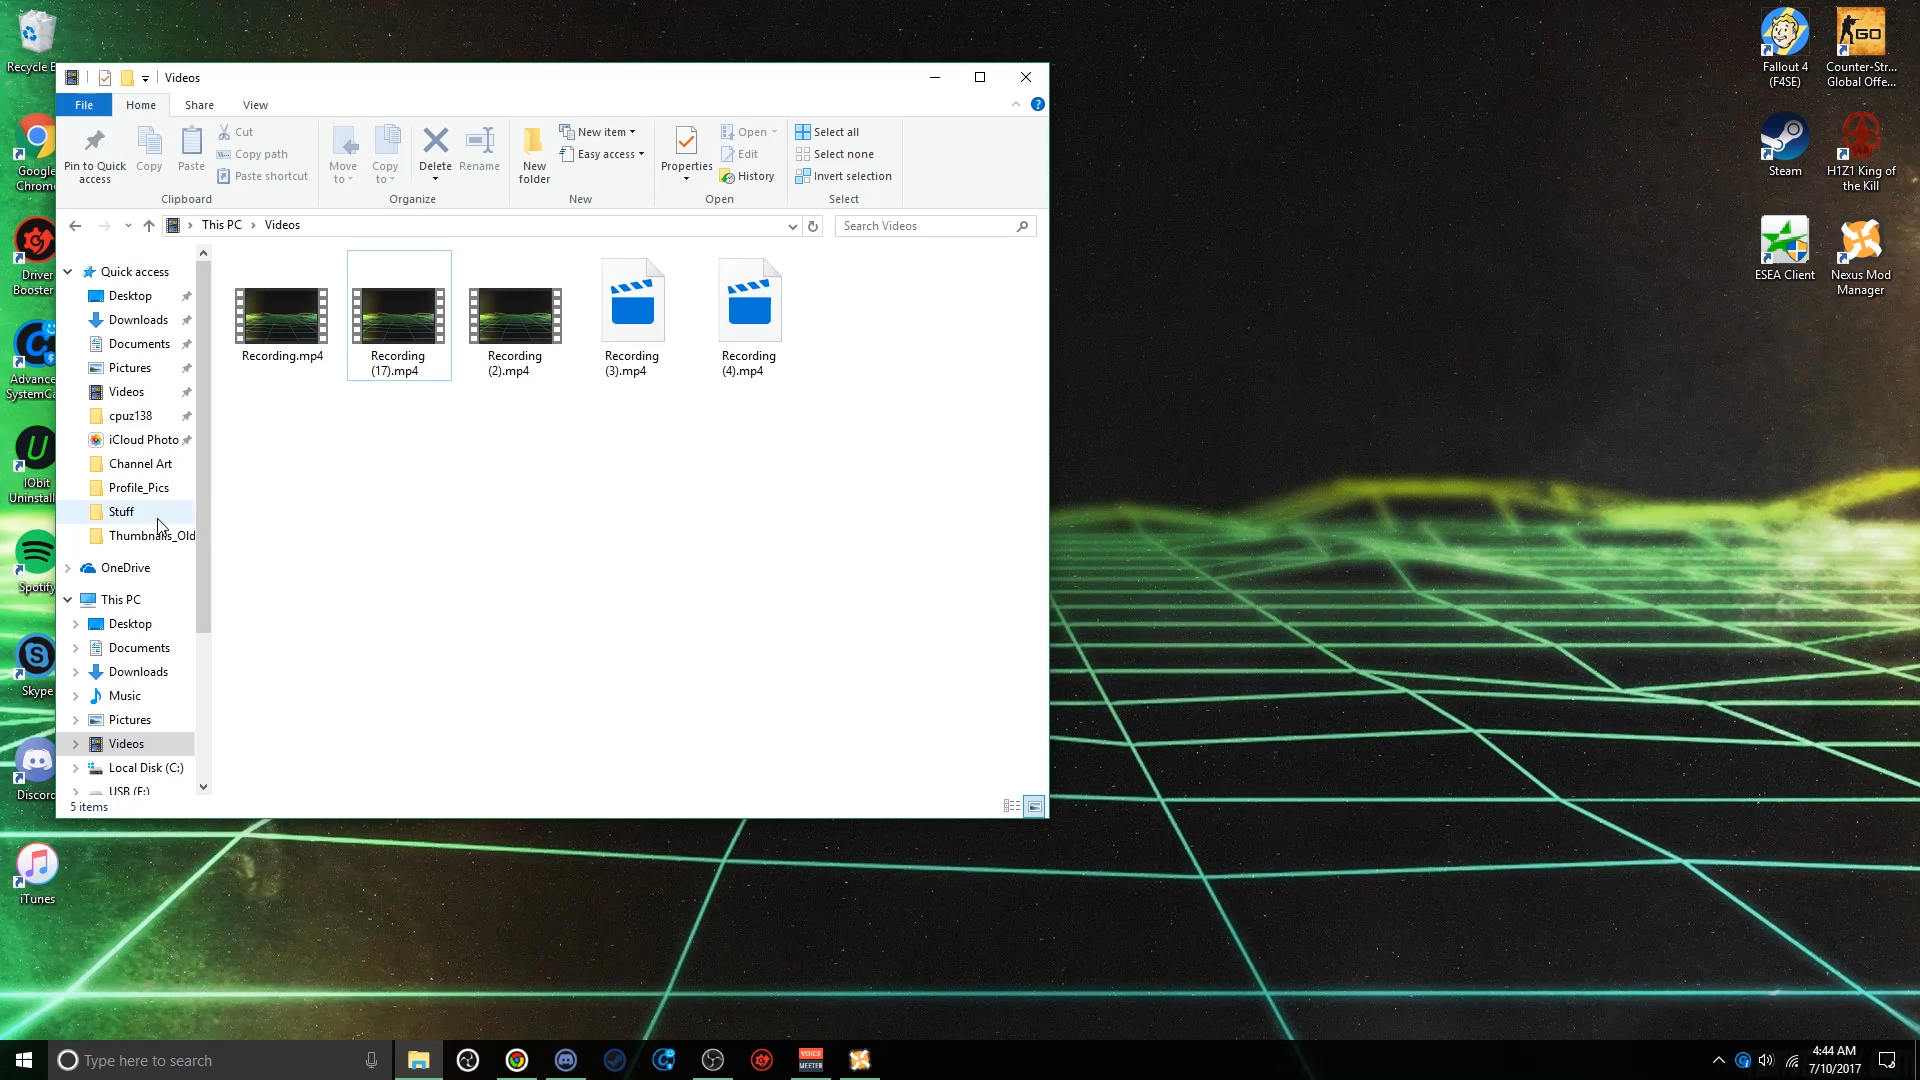 Recycle B
Google
Chrome
Driver
Booster
Advance
SystemCa
IObit
Uninstall
Spotify
Skype
Discord
iTunes
Videos
File
Home
Share
View
Pin to Quick
access
Copy
Paste
Cut
Copy path
Paste shortcut
Clipboard
Move
to
Copy
to
Delete
Rename
Organize
New
folder
New item
Easy access
New
Properties
Open
Edit
History
Open
Select all
Select none
Invert selection
Select
This PC
Videos
Search Videos
Quick access
Desktop
Downloads
Documents
Pictures
Videos
cpuz138
iCloud Photo
Channel Art
Profile_Pics
Stuff
Thumbnails_Old
OneDrive
This PC
Desktop
Documents
Downloads
Music
Pictures
Videos
Local Disk (C:)
USB (F:)
Recording.mp4
Recording
(17).mp4
Recording
(2).mp4
Recording
(3).mp4
Recording
(4).mp4
5 items
Fallout 4
(F4SE)
GO
Counter-Str...
Global Offe...
Steam
H1Z1 King of
the Kill
ESEA Client
Nexus Mod
Manager
Type here to search
VOICE
MEETER
4:44 AM
7/10/2017